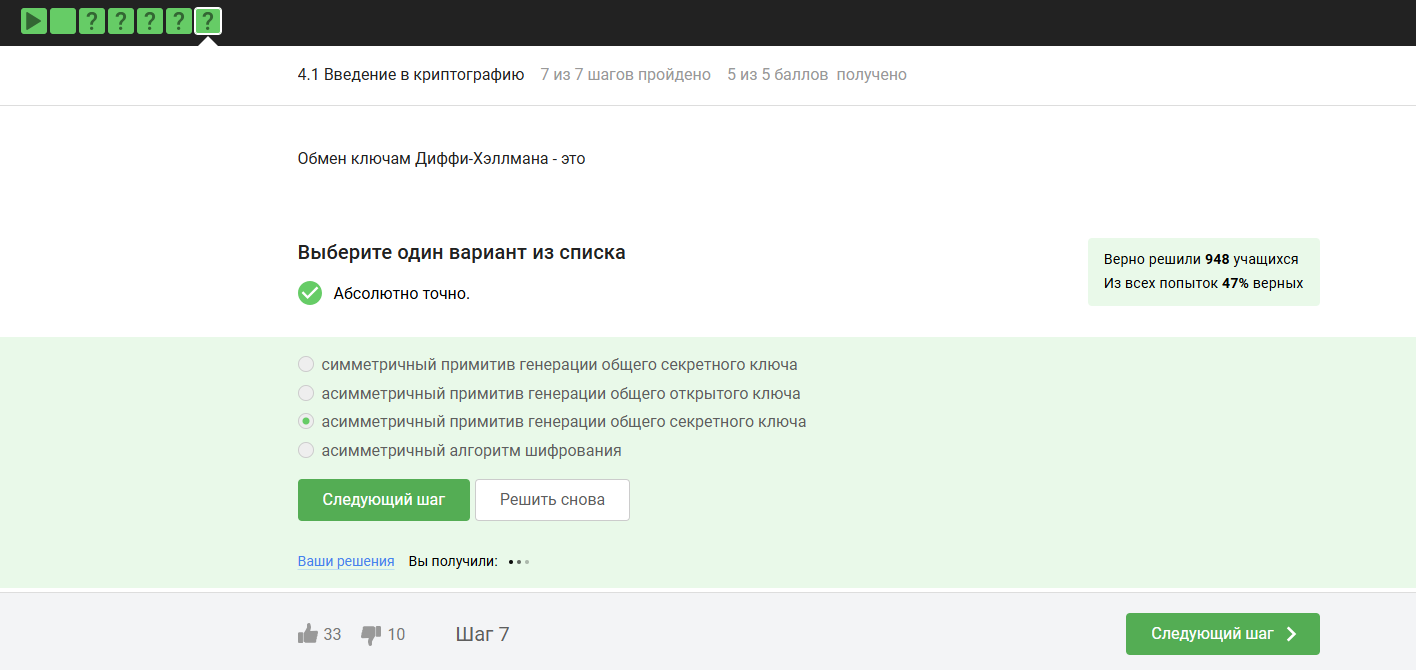 ? ? ? ? ?
4.1 Введение в криптографию 7 из 7 шагов пройдено 5 из 5 баллов получено
Обмен ключам Диффи-Хэллмана - это
Выберите один вариант из списка
Абсолютно точно.
Верно решили 948 учащихся
Из всех попыток 47% верных
симметричный примитив генерации общего секретного ключа
асимметричный примитив генерации общего открытого ключа
асимметричный примитив генерации общего секретного ключа
асимметричный алгоритм шифрования
Следующий шаг Решить снова
Ваши решения Вы получили:
33 10 Шаг 7 Следующий шаг